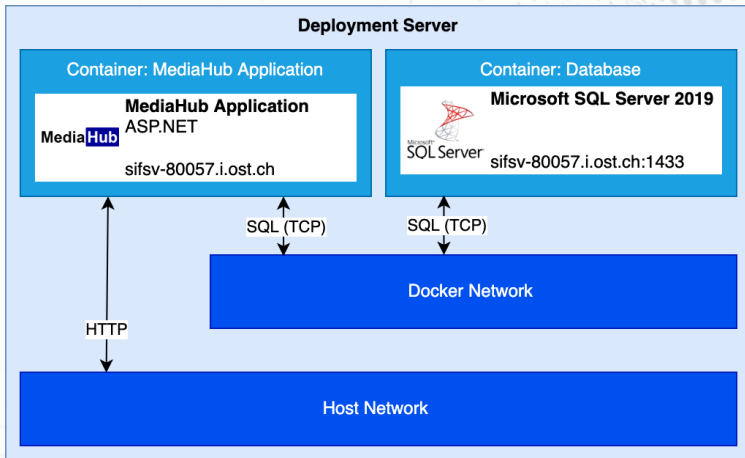 Deployment Server
Container: MediaHub Application
MediaHub
MediaHub Application
ASP.NET
sifsv-80057.i.ost.ch
Container: Database
Microsoft
SQL Server
Microsoft SQL Server 2019
sifsv-80057.i.ost.ch:1433
SQL (TCP)
SQL (TCP)
Docker Network
HTTP
Host Network